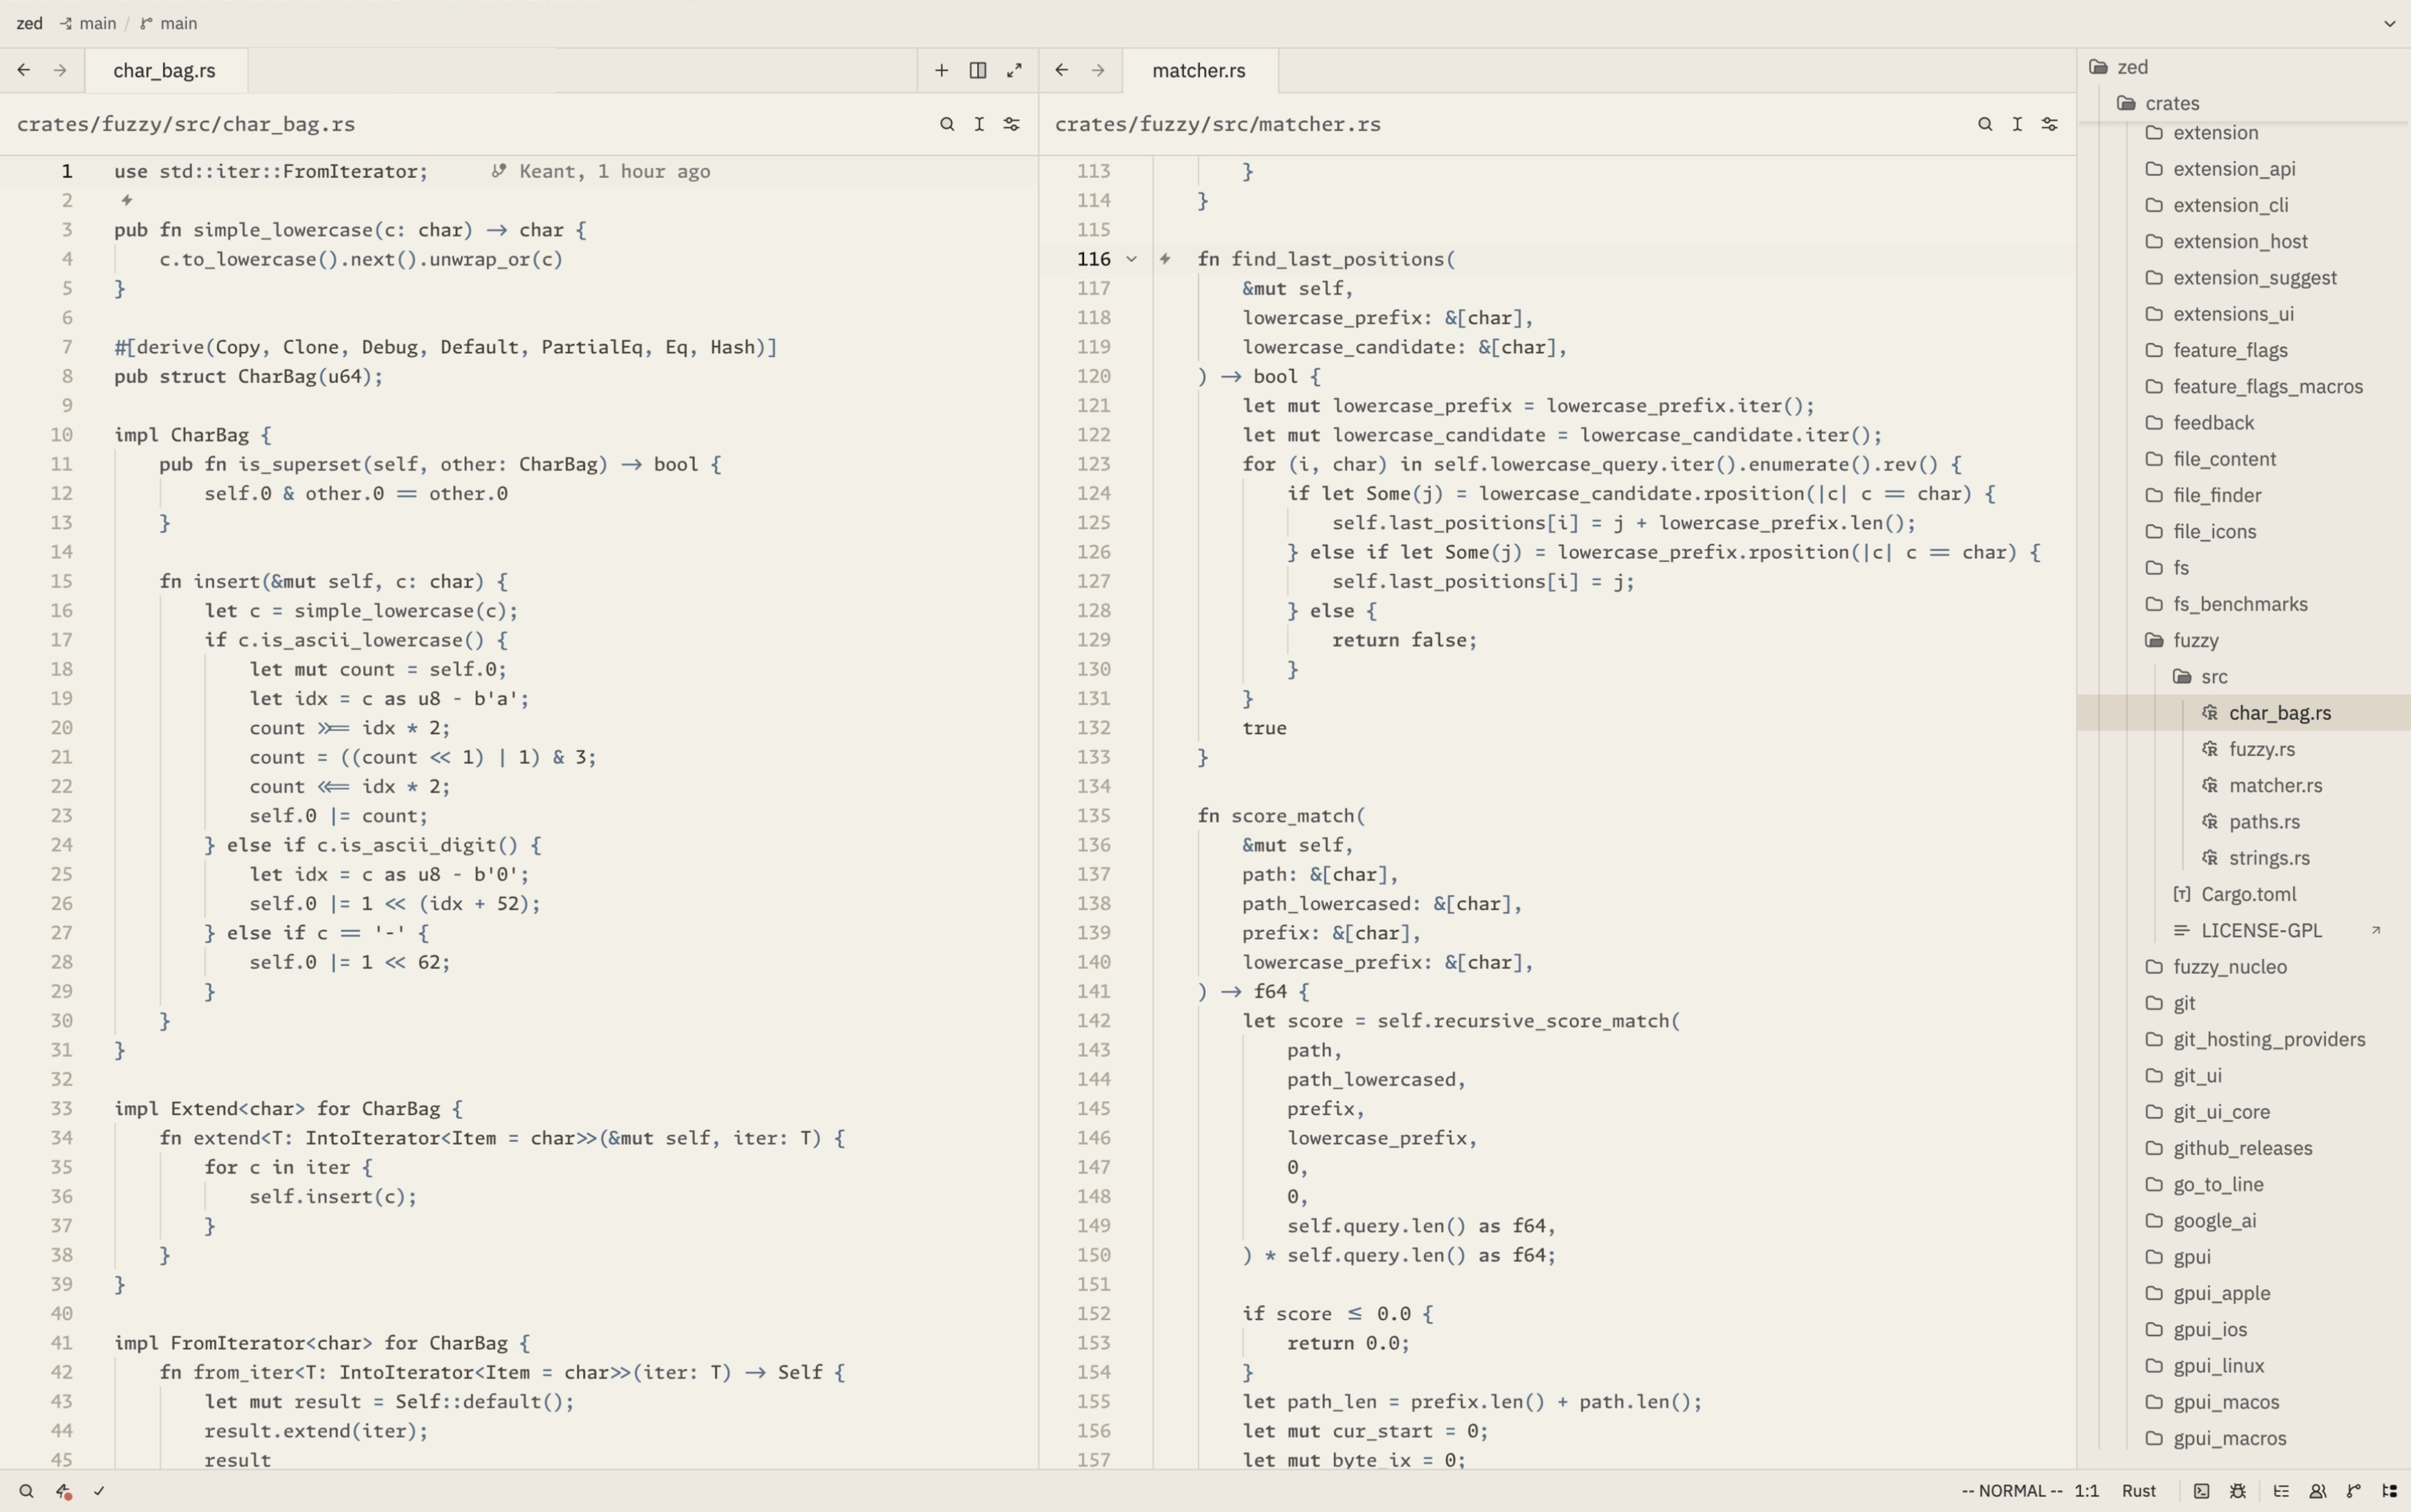 zed main / main
char_bag.rs
crates/fuzzy/src/char_bag.rs
1 use std::iter::FromIterator; Keant, 1 hour ago
2
3 pub fn simple_lowercase(c: char) → char {
4 c.to_lowercase().next().unwrap_or(c)
5 }
6
7 #[derive(Copy, Clone, Debug, Default, PartialEq, Eq, Hash)]
8 pub struct CharBag(u64);
9
10 impl CharBag {
11 pub fn is_superset(self, other: CharBag) → bool {
12 self.0 & other.0 == other.0
13 }
14
15 fn insert(&mut self, c: char) {
16 let c = simple_lowercase(c);
17 if c.is_ascii_lowercase() {
18 let mut count = self.0;
19 let idx = c as u8 - b'a';
20 count >>= idx * 2;
21 count = ((count << 1) | 1) & 3;
22 count <<= idx * 2;
23 self.0 |= count;
24 } else if c.is_ascii_digit() {
25 let idx = c as u8 - b'0';
26 self.0 |= 1 << (idx + 52);
27 } else if c == '-' {
28 self.0 |= 1 << 62;
29 }
30 }
31 }
32
33 impl Extend<char> for CharBag {
34 fn extend<T: IntoIterator<Item = char>>(&mut self, iter: T) {
35 for c in iter {
36 self.insert(c);
37 }
38 }
39 }
40
41 impl FromIterator<char> for CharBag {
42 fn from_iter<T: IntoIterator<Item = char>>(iter: T) → Self {
43 let mut result = Self::default();
44 result.extend(iter);
45 result
matcher.rs
crates/fuzzy/src/matcher.rs
113 }
114 }
115
116 fn find_last_positions(
117 &mut self,
118 lowercase_prefix: &[char],
119 lowercase_candidate: &[char],
120 ) → bool {
121 let mut lowercase_prefix = lowercase_prefix.iter();
122 let mut lowercase_candidate = lowercase_candidate.iter();
123 for (i, char) in self.lowercase_query.iter().enumerate().rev() {
124 if let Some(j) = lowercase_candidate.rposition(|c| c == char) {
125 self.last_positions[i] = j + lowercase_prefix.len();
126 } else if let Some(j) = lowercase_prefix.rposition(|c| c == char) {
127 self.last_positions[i] = j;
128 } else {
129 return false;
130 }
131 }
132 true
133 }
134
135 fn score_match(
136 &mut self,
137 path: &[char],
138 path_lowercased: &[char],
139 prefix: &[char],
140 lowercase_prefix: &[char],
141 ) → f64 {
142 let score = self.recursive_score_match(
143 path,
144 path_lowercased,
145 prefix,
146 lowercase_prefix,
147 0,
148 0,
149 self.query.len() as f64,
150 ) * self.query.len() as f64;
151
152 if score ≤ 0.0 {
153 return 0.0;
154 }
155 let path_len = prefix.len() + path.len();
156 let mut cur_start = 0;
157 let mut byte_ix = 0;
zed
crates
extension
extension_api
extension_cli
extension_host
extension_suggest
extensions_ui
feature_flags
feature_flags_macros
feedback
file_content
file_finder
file_icons
fs
fs_benchmarks
fuzzy
src
char_bag.rs
fuzzy.rs
matcher.rs
paths.rs
strings.rs
Cargo.toml
LICENSE-GPL
fuzzy_nucleo
git
git_hosting_providers
git_ui
git_ui_core
github_releases
go_to_line
google_ai
gpui
gpui_apple
gpui_ios
gpui_linux
gpui_macos
gpui_macros
-- NORMAL -- 1:1 Rust